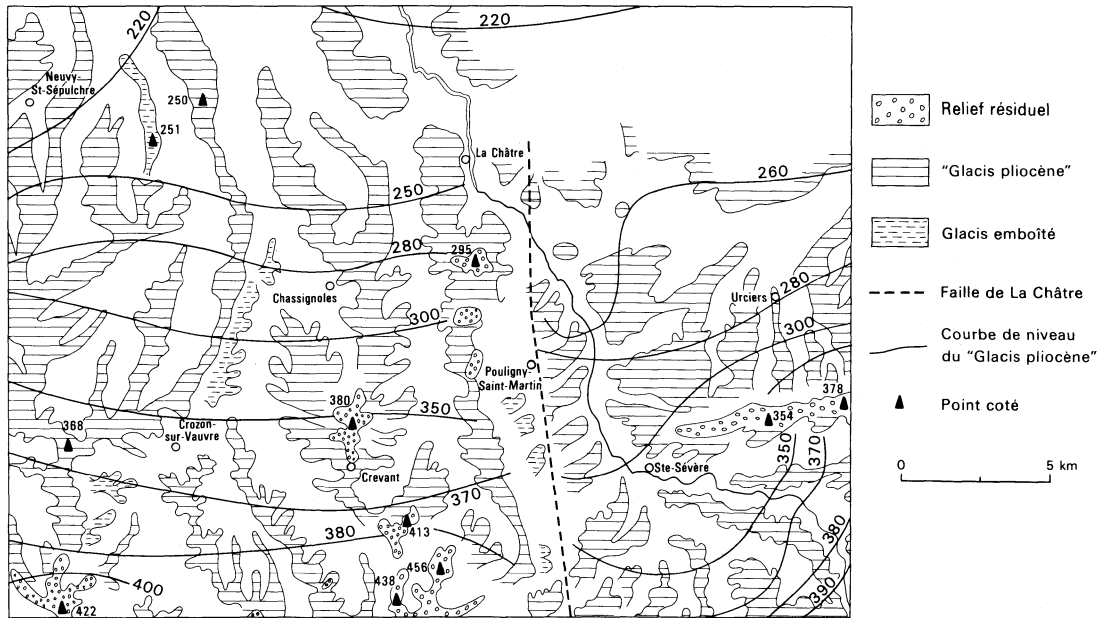 220
220
Neuvy-
St-Sépulchre
250
251
La Châtre
250
260
280
295
Chassignoles
Urciers
280
300
300
Pouligny-
Saint-Martin
380
350
378
354
368
Crozon-
sur-Vauvre
350
370
Crevant
Ste-Sévère
370
380
413
380
456
438
400
422
390
Relief résiduel
"Glacis pliocène"
Glacis emboîté
Faille de La Châtre
Courbe de niveau
du "Glacis pliocène"
Point coté
0 5 km